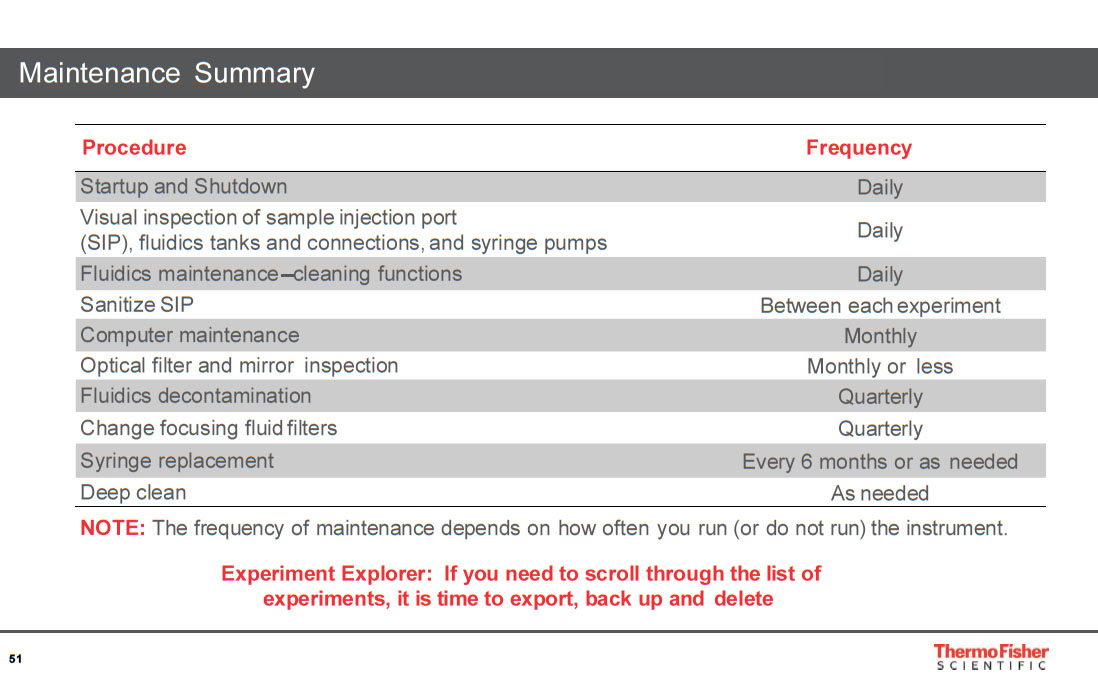 Maintenance Summary
Procedure Frequency
Startup and Shutdown Daily
Visual inspection of sample injection port
(SIP), fluidics tanks and connections, and syringe pumps Daily
Fluidics maintenance–cleaning functions Daily
Sanitize SIP Between each experiment
Computer maintenance Monthly
Optical filter and mirror inspection Monthly or less
Fluidics decontamination Quarterly
Change focusing fluid filters Quarterly
Syringe replacement Every 6 months or as needed
Deep clean As needed
NOTE: The frequency of maintenance depends on how often you run (or do not run) the instrument.
Experiment Explorer: If you need to scroll through the list of
experiments, it is time to export, back up and delete
51
ThermoFisher
SCIENTIFIC